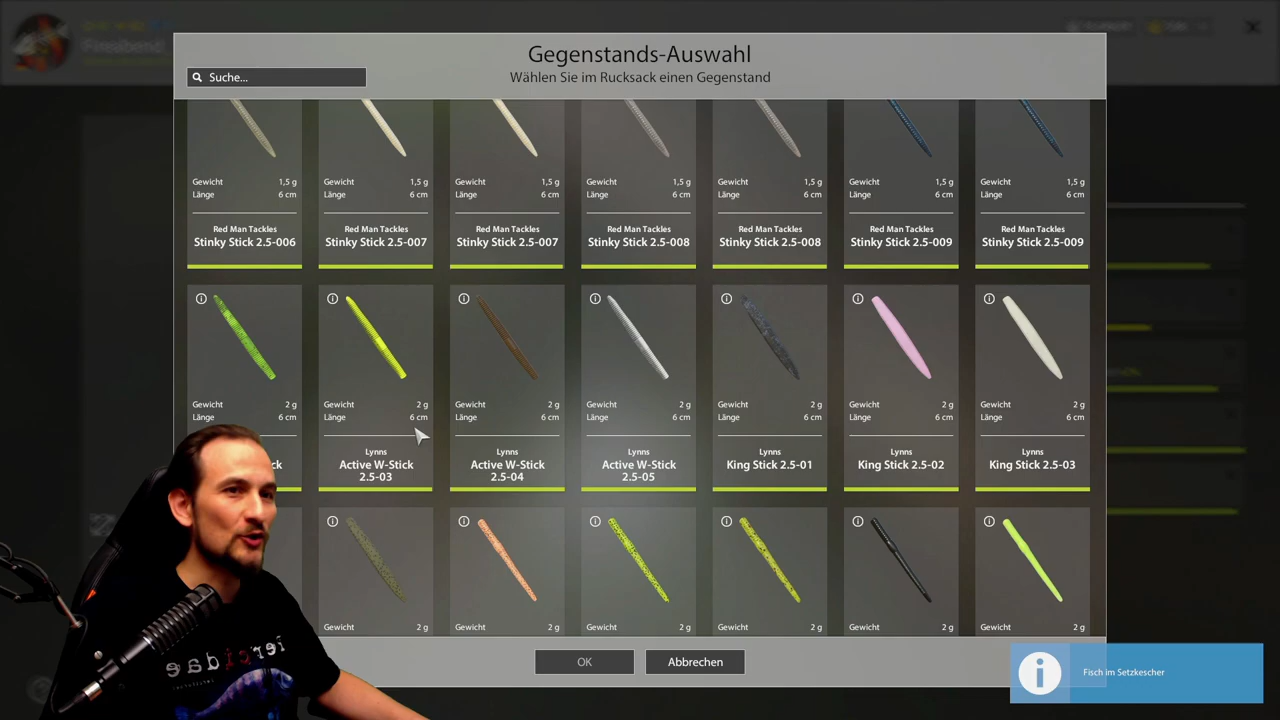 Gegenstands-Auswahl
Suche...
Wählen Sie im Rucksack einen Gegenstand
Gewicht 1,5 g
Länge 6 cm
Red Man Tackles
Stinky Stick 2.5-006
Gewicht 1,5 g
Länge 6 cm
Red Man Tackles
Stinky Stick 2.5-007
Gewicht 1,5 g
Länge 6 cm
Red Man Tackles
Stinky Stick 2.5-007
Gewicht 1,5 g
Länge 6 cm
Red Man Tackles
Stinky Stick 2.5-008
Gewicht 1,5 g
Länge 6 cm
Red Man Tackles
Stinky Stick 2.5-008
Gewicht 1,5 g
Länge 6 cm
Red Man Tackles
Stinky Stick 2.5-009
Gewicht 1,5 g
Länge 6 cm
Red Man Tackles
Stinky Stick 2.5-009
Gewicht 2 g
Länge 6 cm
Gewicht 2 g
Länge 6 cm
Lynns
Active W-Stick
2.5-03
Gewicht 2 g
Länge 6 cm
Lynns
Active W-Stick
2.5-04
Gewicht 2 g
Länge 6 cm
Lynns
Active W-Stick
2.5-05
Gewicht 2 g
Länge 6 cm
Lynns
King Stick 2.5-01
Gewicht 2 g
Länge 6 cm
Lynns
King Stick 2.5-02
Gewicht 2 g
Länge 6 cm
Lynns
King Stick 2.5-03
Gewicht 2 g
Gewicht 2 g
Gewicht 2 g
Gewicht 2 g
Gewicht 2 g
Gewicht 2 g
OK
Abbrechen
Fisch im Setzkescher